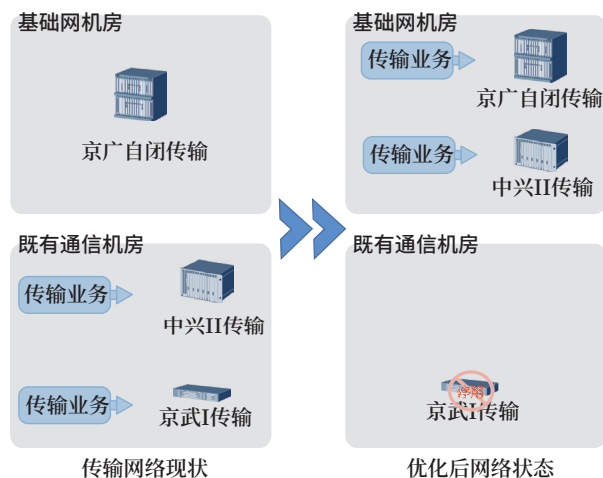 基础网机房
京广自闭传输
既有通信机房
传输业务
中兴II传输
传输业务
京武I传输
传输网络现状
基础网机房
传输业务
京广自闭传输
传输业务
中兴II传输
既有通信机房
停用
京武I传输
优化后网络状态